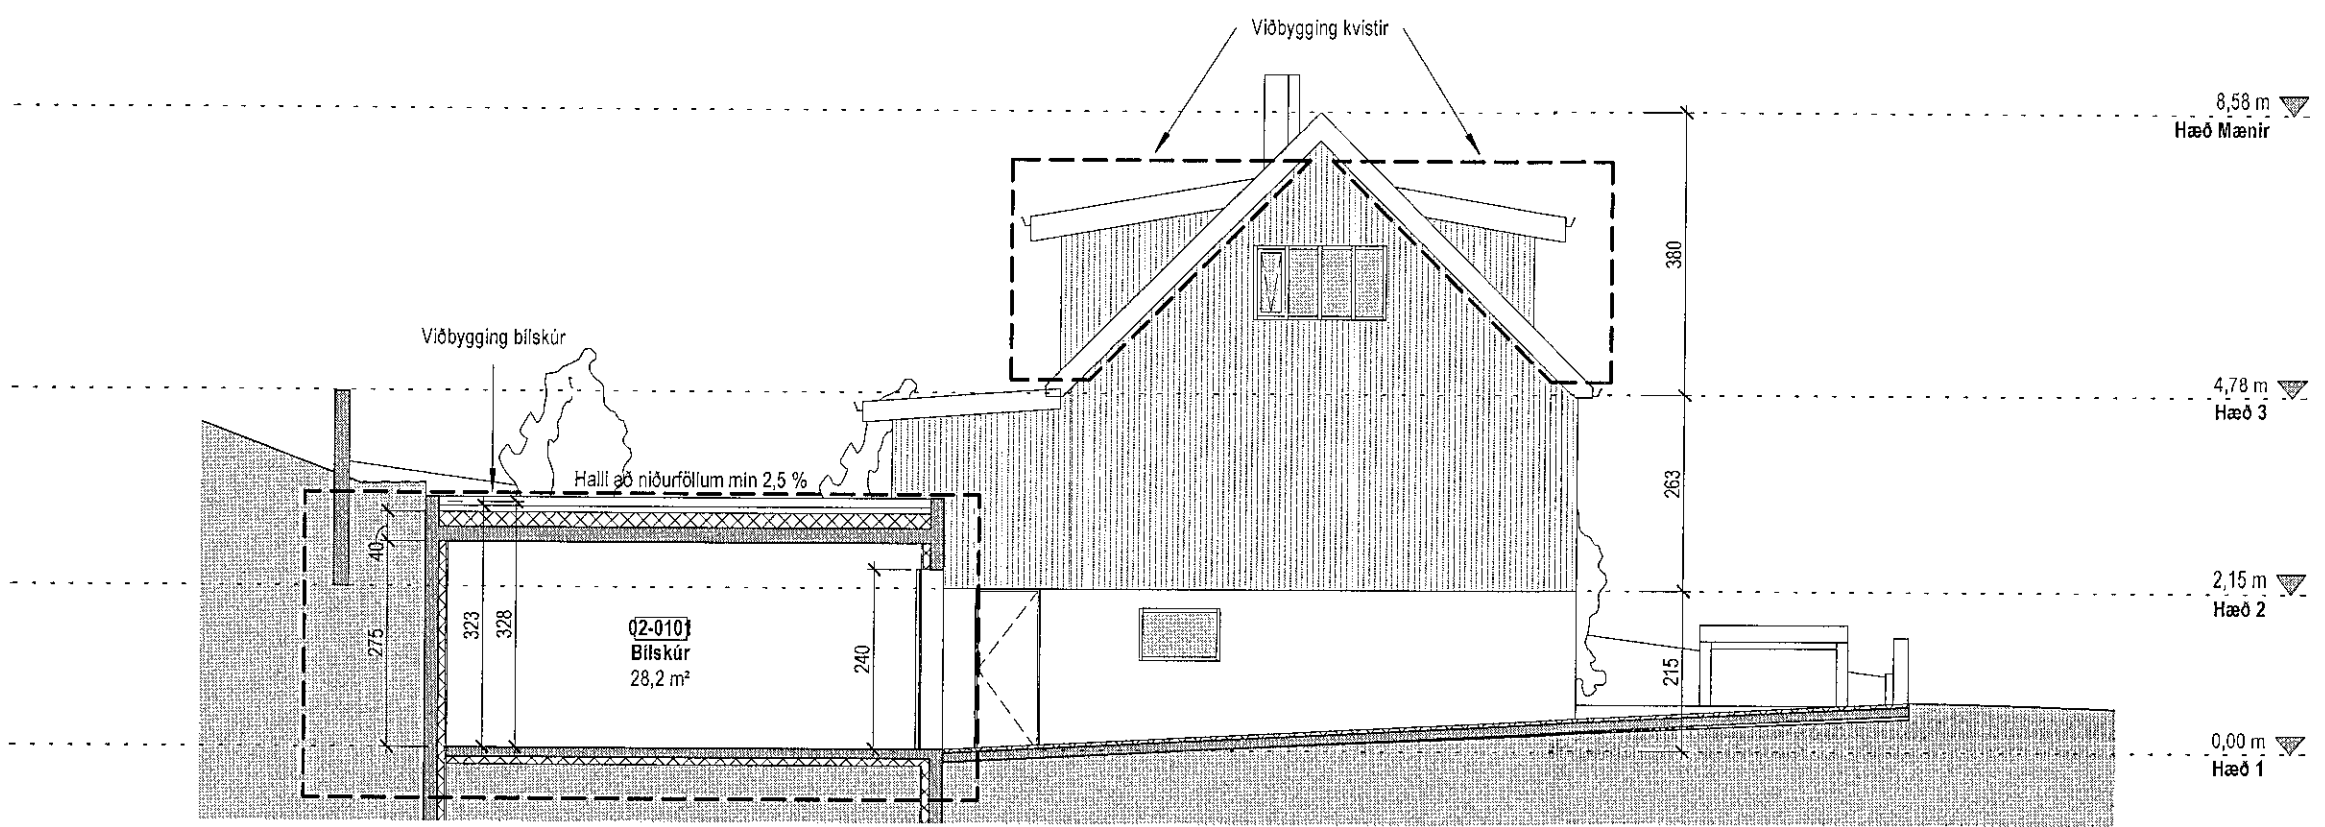 Viðbygging kvistir
8,58 m
Hæð Mænir
380
Viðbygging bílskúr
4,78 m
Hæð 3
Halli að niðurföllum min 2,5 %
263
40
2,15 m
Hæð 2
275
323
328
02-0101
Bílskúr
28,2 m²
240
215
0,00 m
Hæð 1